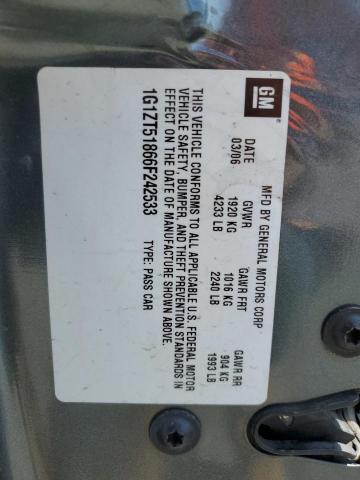 GM
MFD BY GENERAL MOTORS CORP
DATE GVWR GAWR FRT GAWR RR
03/06 1920 KG 1016 KG 904 KG
4233 LB 2240 LB 1993 LB
THIS VEHICLE CONFORMS TO ALL APPLICABLE U.S. FEDERAL MOTOR
VEHICLE SAFETY, BUMPER, AND THEFT PREVENTION STANDARDS IN
EFFECT ON THE DATE OF MANUFACTURE SHOWN ABOVE.
1G1ZT51866F242533 TYPE: PASS CAR